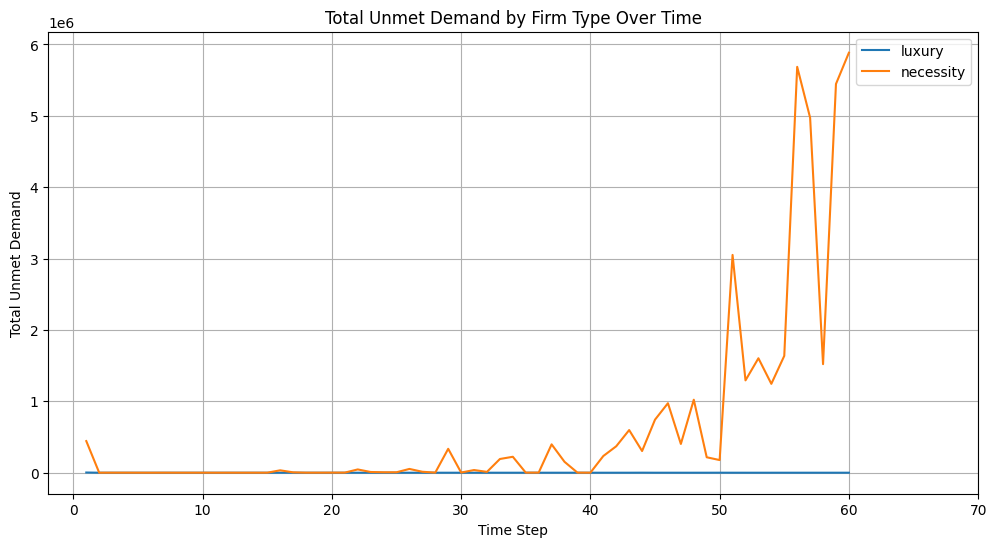 Total Unmet Demand by Firm Type Over Time
1e6
luxury
necessity
6
5
4
3
2
1
0
Total Unmet Demand
0 10 20 30 40 50 60 70
Time Step